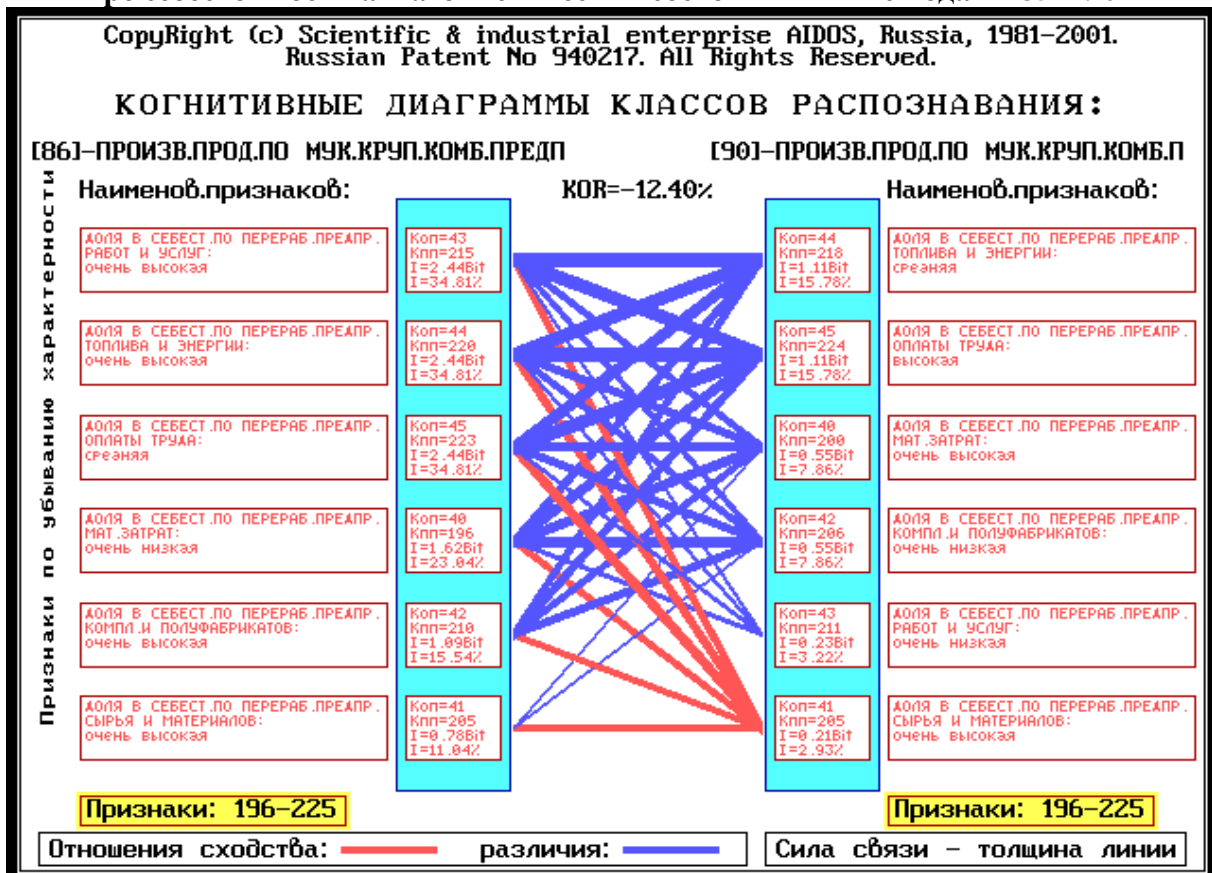 CopyRight (c) Scientific & industrial enterprise AIDOS, Russia, 1981-2001.
Russian Patent No 940217. All Rights Reserved.
КОГНИТИВНЫЕ ДИАГРАММЫ КЛАССОВ РАСПОЗНАВАНИЯ:
[86]-ПРОИЗВ.ПРОД.ПО МУК.КРУП.КОМБ.ПРЕДП
[90]-ПРОИЗВ.ПРОД.ПО МУК.КРУП.КОМБ.П
Признаки по убыванию характерности
Наименов.признаков:
KOR=-12.40%
Наименов.признаков:
ДОЛЯ В СЕБЕСТ.ПО ПЕРЕРАБ.ПРЕДПР.
РАБОТ И УСЛУГ:
очень высокая
Коп=43
Кпп=215
I=2.44Bit
I=34.81%
Коп=44
Кпп=218
I=1.11Bit
I=15.78%
ДОЛЯ В СЕБЕСТ.ПО ПЕРЕРАБ.ПРЕДПР.
ТОПЛИВА И ЭНЕРГИИ:
средняя
ДОЛЯ В СЕБЕСТ.ПО ПЕРЕРАБ.ПРЕДПР.
ТОПЛИВА И ЭНЕРГИИ:
очень высокая
Коп=44
Кпп=220
I=2.44Bit
I=34.81%
Коп=45
Кпп=224
I=1.11Bit
I=15.78%
ДОЛЯ В СЕБЕСТ.ПО ПЕРЕРАБ.ПРЕДПР.
ОПЛАТЫ ТРУДА:
высокая
ДОЛЯ В СЕБЕСТ.ПО ПЕРЕРАБ.ПРЕДПР.
ОПЛАТЫ ТРУДА:
средняя
Коп=45
Кпп=223
I=2.44Bit
I=34.81%
Коп=40
Кпп=200
I=0.55Bit
I=7.86%
ДОЛЯ В СЕБЕСТ.ПО ПЕРЕРАБ.ПРЕДПР.
МАТ.ЗАТРАТ:
очень высокая
ДОЛЯ В СЕБЕСТ.ПО ПЕРЕРАБ.ПРЕДПР.
МАТ.ЗАТРАТ:
очень низкая
Коп=40
Кпп=196
I=1.62Bit
I=23.04%
Коп=42
Кпп=206
I=0.55Bit
I=7.86%
ДОЛЯ В СЕБЕСТ.ПО ПЕРЕРАБ.ПРЕДПР.
КОМПЛ.И ПОЛУФАБРИКАТОВ:
очень низкая
ДОЛЯ В СЕБЕСТ.ПО ПЕРЕРАБ.ПРЕДПР.
КОМПЛ.И ПОЛУФАБРИКАТОВ:
очень высокая
Коп=42
Кпп=210
I=1.09Bit
I=15.54%
Коп=43
Кпп=211
I=0.23Bit
I=3.22%
ДОЛЯ В СЕБЕСТ.ПО ПЕРЕРАБ.ПРЕДПР.
РАБОТ И УСЛУГ:
очень низкая
ДОЛЯ В СЕБЕСТ.ПО ПЕРЕРАБ.ПРЕДПР.
СЫРЬЯ И МАТЕРИАЛОВ:
очень высокая
Коп=41
Кпп=205
I=0.78Bit
I=11.04%
Коп=41
Кпп=205
I=0.21Bit
I=2.93%
ДОЛЯ В СЕБЕСТ.ПО ПЕРЕРАБ.ПРЕДПР.
СЫРЬЯ И МАТЕРИАЛОВ:
очень высокая
Признаки: 196-225
Признаки: 196-225
Отношения сходства: различия:
Сила связи - толщина линии